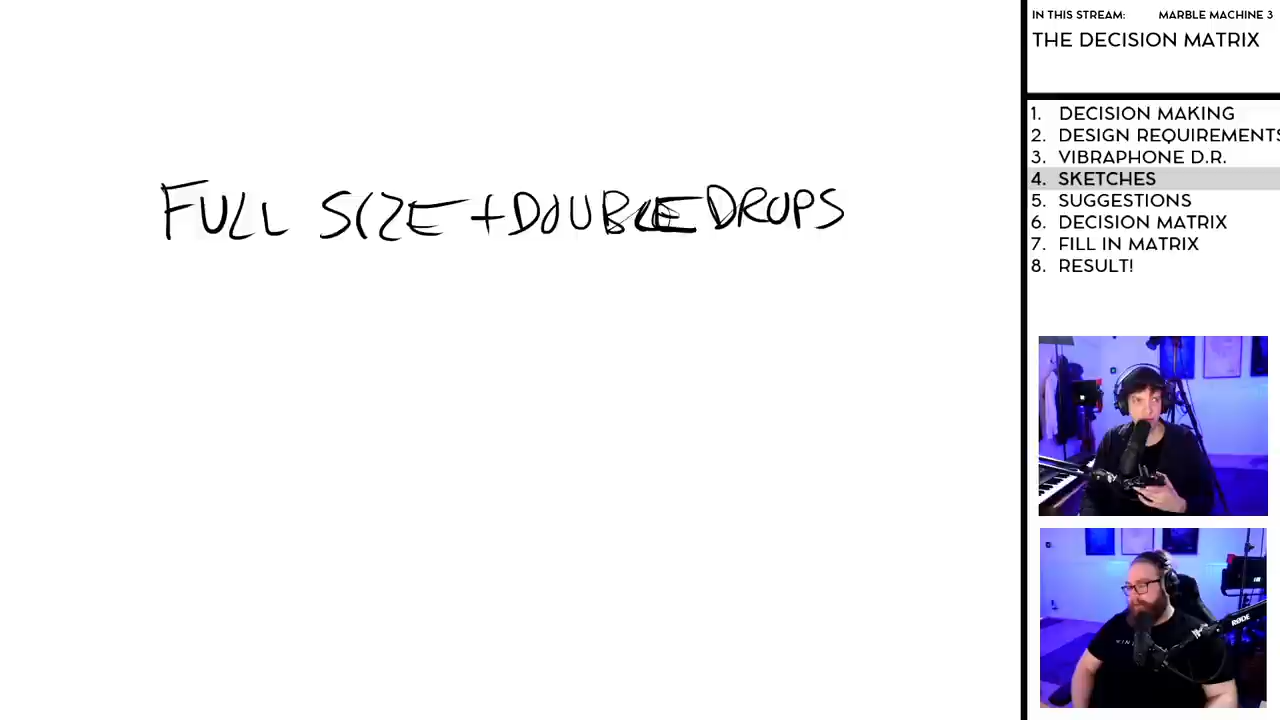 FULL SIZE + DOUBLE DROPS
IN THIS STREAM: MARBLE MACHINE 3
THE DECISION MATRIX
1. DECISION MAKING
2. DESIGN REQUIREMENTS
3. VIBRAPHONE D.R.
4. SKETCHES
5. SUGGESTIONS
6. DECISION MATRIX
7. FILL IN MATRIX
8. RESULT!
RODE